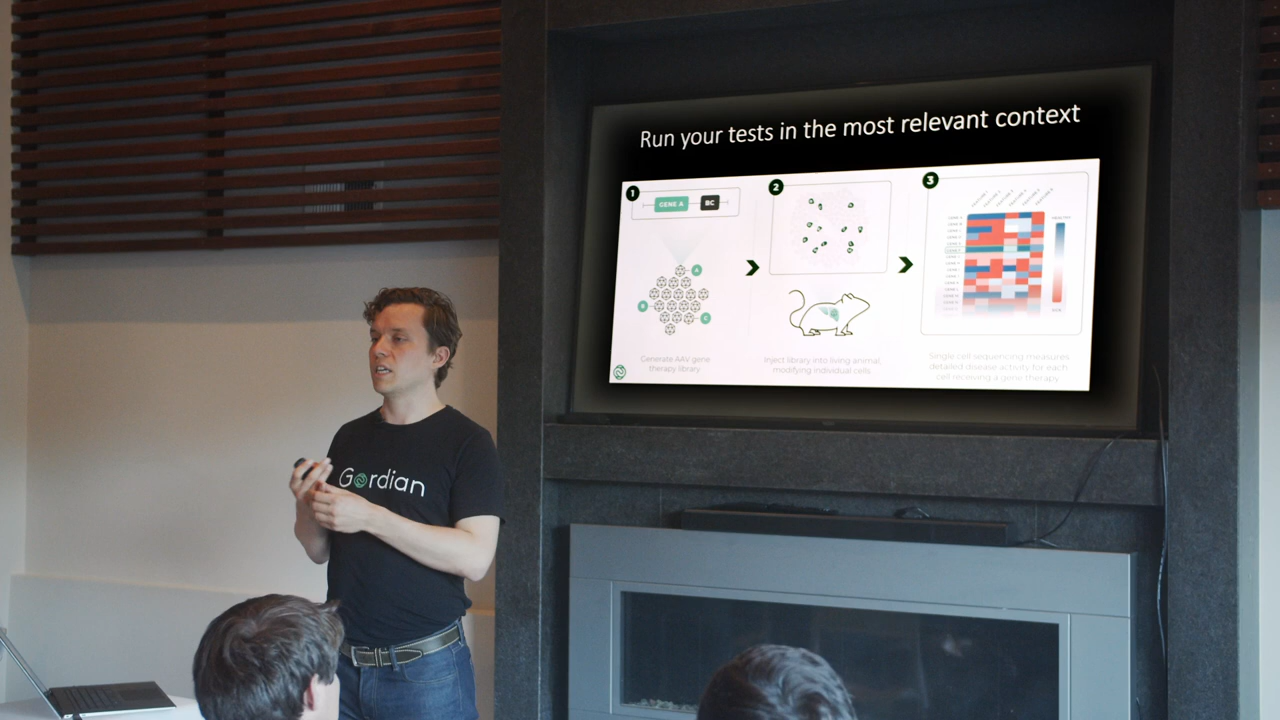 Run your tests in the most relevant context
1
GENE A
BC
A
B
C
Generate AAV gene
therapy library
2
Inject library into living animal,
modifying individual cells
3
HEALTHY
Single cell sequencing measures
detailed disease activity for each
cell receiving a gene therapy
Gordian